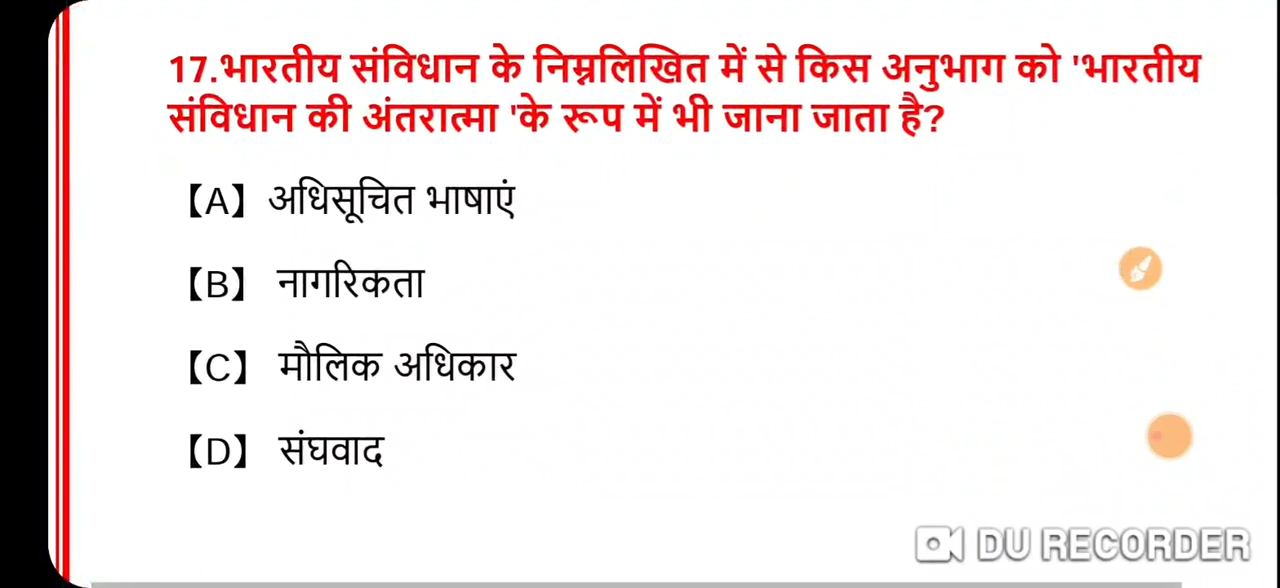 17.भारतीय संविधान के निम्नलिखित में से किस अनुभाग को 'भारतीय
संविधान की अंतरात्मा 'के रूप में भी जाना जाता है?
【A】 अधिसूचित भाषाएं
【B】 नागरिकता
【C】 मौलिक अधिकार
【D】 संघवाद
DU RECORDER